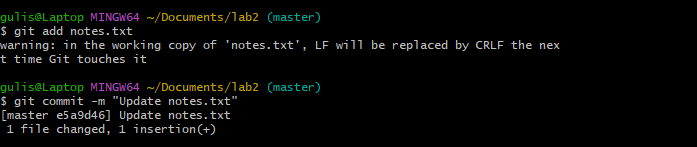 gulis@Laptop MINGW64 ~/Documents/lab2 (master)
$ git add notes.txt
warning: in the working copy of 'notes.txt', LF will be replaced by CRLF the nex
t time Git touches it
gulis@Laptop MINGW64 ~/Documents/lab2 (master)
$ git commit -m "Update notes.txt"
[master e5a9d46] Update notes.txt
 1 file changed, 1 insertion(+)